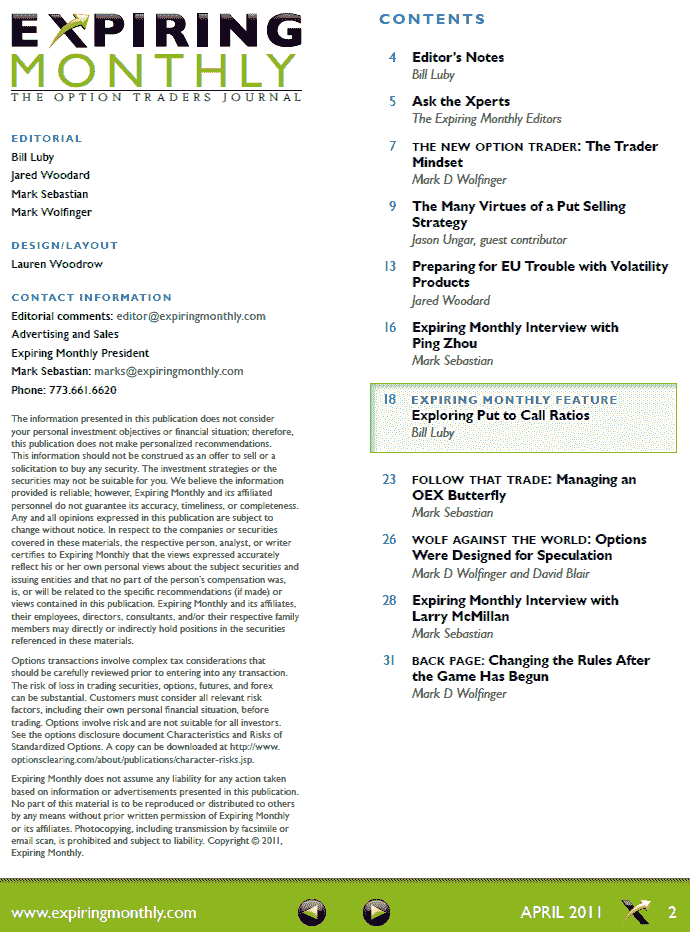 EXPIRING
MONTHLY
THE OPTION TRADERS JOURNAL
EDITORIAL
Bill Luby
Jared Woodard
Mark Sebastian
Mark Wolfinger
DESIGN/LAYOUT
Lauren Woodrow
CONTACT INFORMATION
Editorial comments: editor@expiringmonthly.com
Advertising and Sales
Expiring Monthly President
Mark Sebastian: marks@expiringmonthly.com
Phone: 773.661.6620
The information presented in this publication does not consider
your personal investment objectives or financial situation; therefore,
this publication does not make personalized recommendations.
This information should not be construed as an offer to sell or a
solicitation to buy any security. The investment strategies or the
securities may not be suitable for you. We believe the information
provided is reliable; however, Expiring Monthly and its affiliated
personnel do not guarantee its accuracy, timeliness, or completeness.
Any and all opinions expressed in this publication are subject to
change without notice. In respect to the companies or securities
covered in these materials, the respective person, analyst, or writer
certifies to Expiring Monthly that the views expressed accurately
reflect his or her own personal views about the subject securities and
issuing entities and that no part of the person's compensation was,
is, or will be related to the specific recommendations (if made) or
views contained in this publication. Expiring Monthly and its affiliates,
their employees, directors, consultants, and/or their respective family
members may directly or indirectly hold positions in the securities
referenced in these materials.
Options transactions involve complex tax considerations that
should be carefully reviewed prior to entering into any transaction.
The risk of loss in trading securities, options, futures, and forex
can be substantial. Customers must consider all relevant risk
factors, including their own personal financial situation, before
trading. Options involve risk and are not suitable for all investors.
See the options disclosure document Characteristics and Risks of
Standardized Options. A copy can be downloaded at http://www.
optionsclearing.com/about/publications/character-risks.jsp.
Expiring Monthly does not assume any liability for any action taken
based on information or advertisements presented in this publication.
No part of this material is to be reproduced or distributed to others
by any means without prior written permission of Expiring Monthly
or its affiliates. Photocopying, including transmission by facsimile or
email scan, is prohibited and subject to liability. Copyright © 2011,
Expiring Monthly.
CONTENTS
4 Editor's Notes
Bill Luby
5 Ask the Xperts
The Expiring Monthly Editors
7 THE NEW OPTION TRADER: The Trader
Mindset
Mark D Wolfinger
9 The Many Virtues of a Put Selling
Strategy
Jason Ungar, guest contributor
13 Preparing for EU Trouble with Volatility
Products
Jared Woodard
16 Expiring Monthly Interview with
Ping Zhou
Mark Sebastian
18 EXPIRING MONTHLY FEATURE
Exploring Put to Call Ratios
Bill Luby
23 FOLLOW THAT TRADE: Managing an
OEX Butterfly
Mark Sebastian
26 WOLF AGAINST THE WORLD: Options
Were Designed for Speculation
Mark D Wolfinger and David Blair
28 Expiring Monthly Interview with
Larry McMillan
Mark Sebastian
31 BACK PAGE: Changing the Rules After
the Game Has Begun
Mark D Wolfinger
www.expiringmonthly.com
APRIL 2011 2